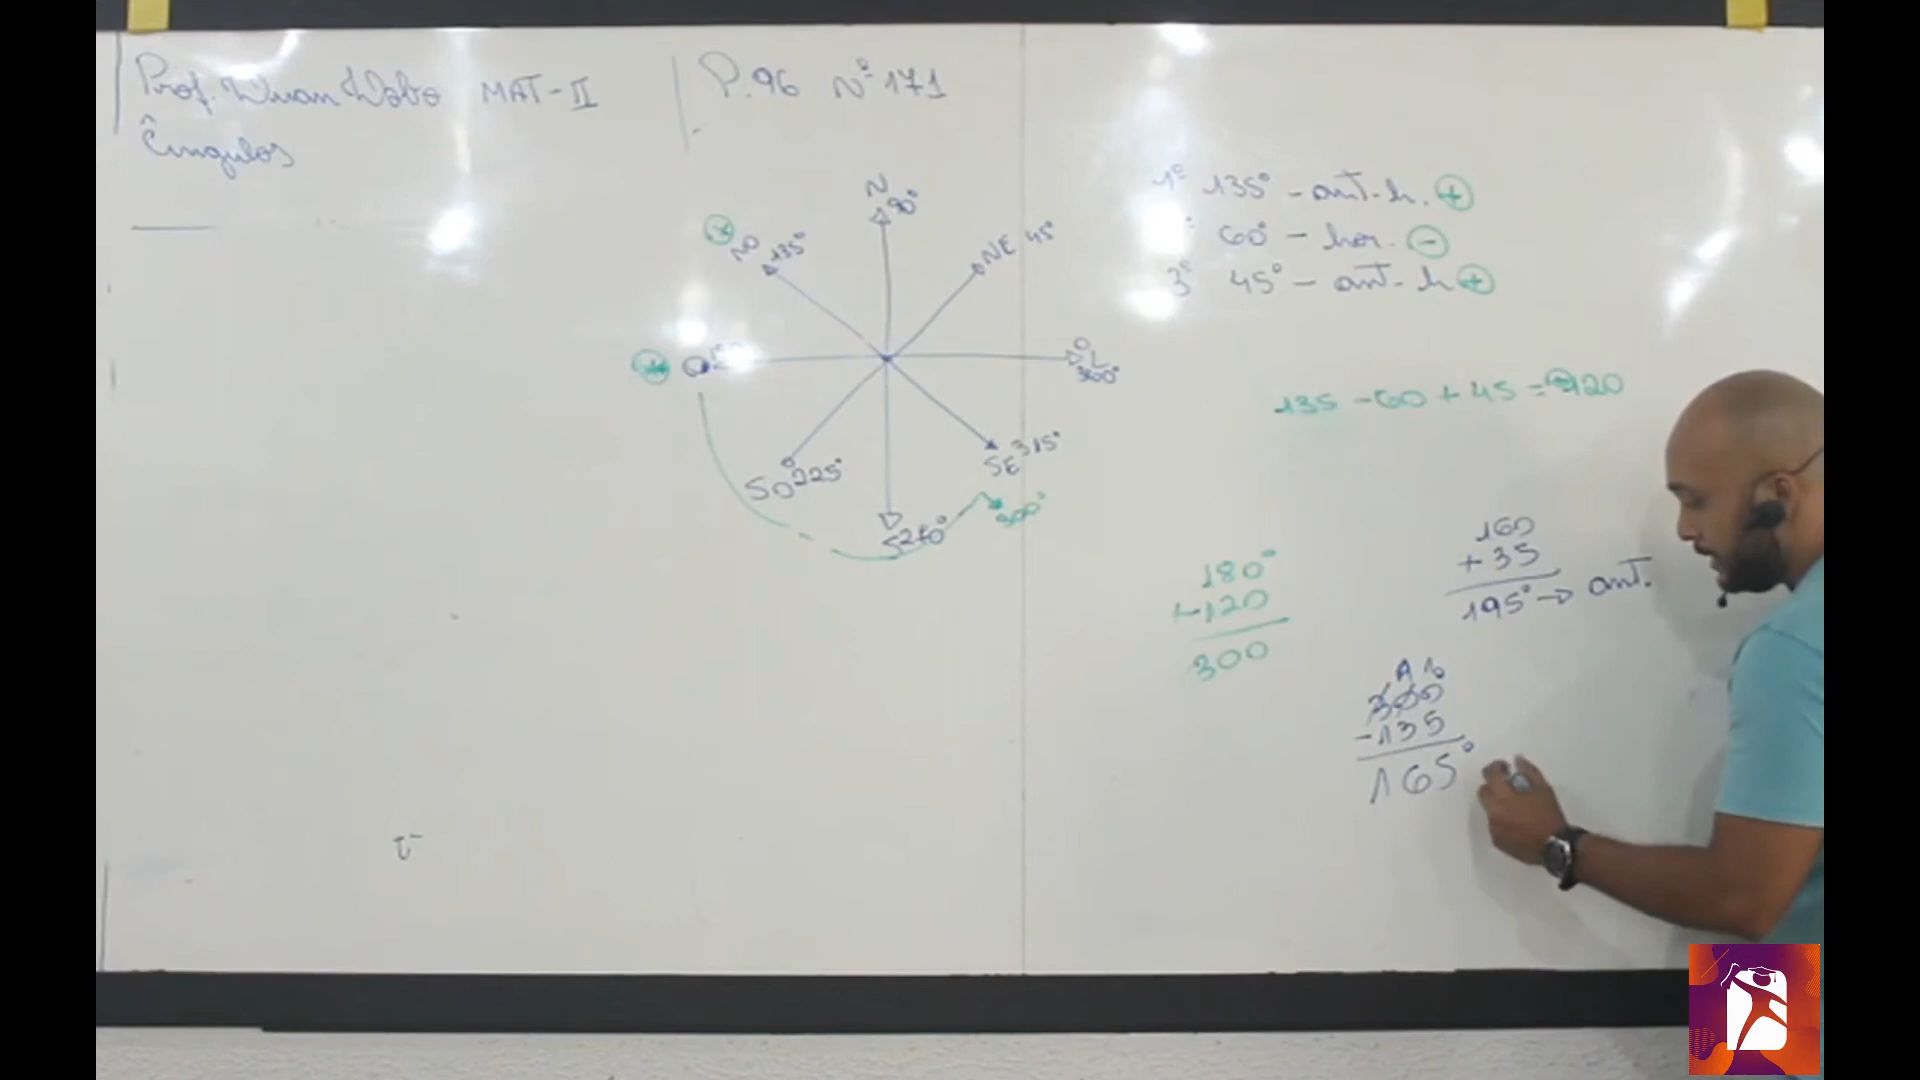 Prof. Wuan Lobo MAT-II
Ângulos
P.96 Nº 171
N
90°
NO
135°
NE 45°
O
L
360°
SE 315°
SO 225°
S 270°
300°
1º 135° - ant-h. +
60° - hor. -
3º 45° - ant-h +
135 - 60 + 45 = +120
180°
+120
300
160
+35
195° → ant.
300
-135
165°